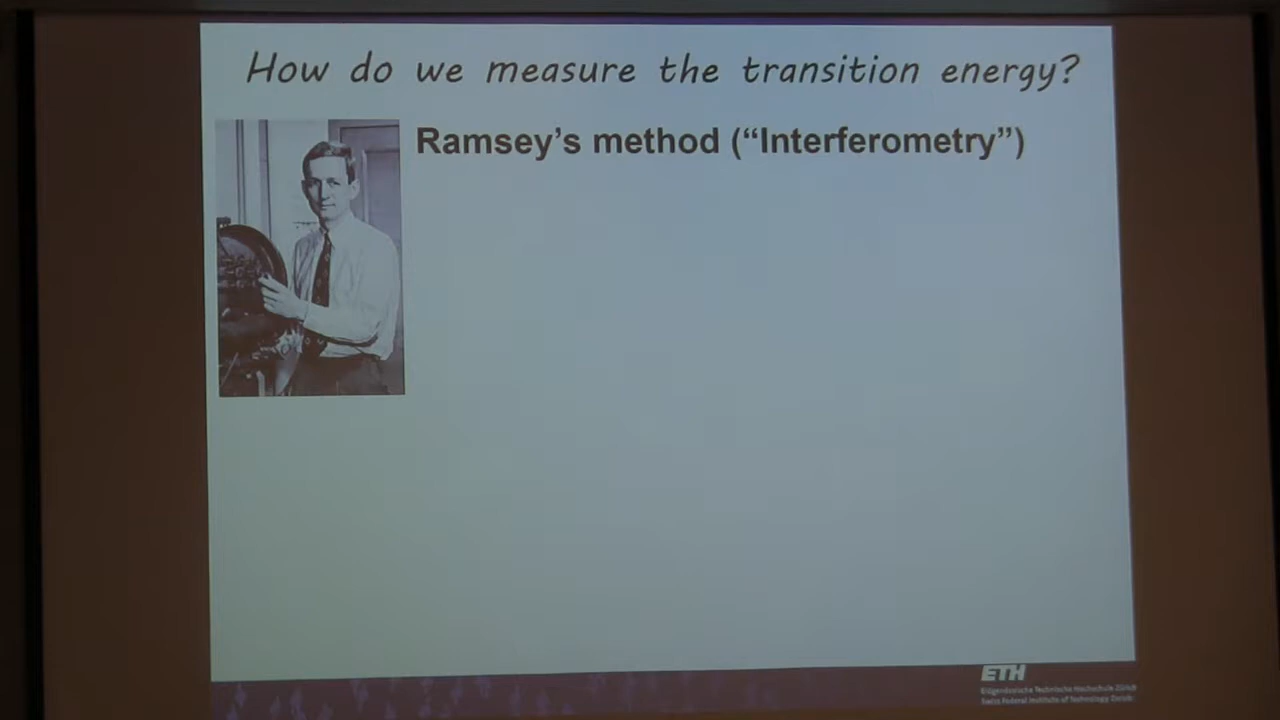 How do we measure the transition energy?
Ramsey's method (“Interferometry”)
ETH
Eidgenössische Technische Hochschule Zürich
Swiss Federal Institute of Technology Zurich